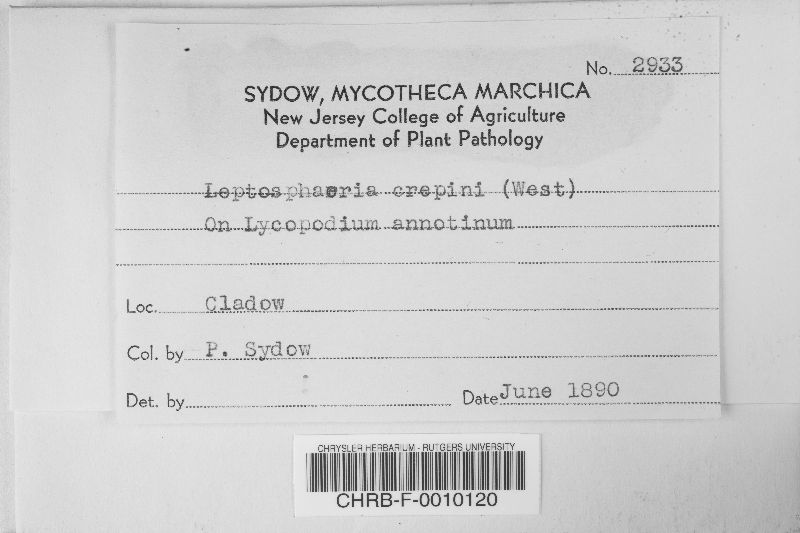 No. 2933
SYDOW, MYCOTHECA MARCHICA
New Jersey College of Agriculture
Department of Plant Pathology
Leptosphaeria crepini (West)
On Lycopodium annotinum
Loc. Cladow
Col. by P. Sydow
Det. by Date June 1890
CHRYSLER HERBARIUM - RUTGERS UNIVERSITY
CHRB-F-0010120